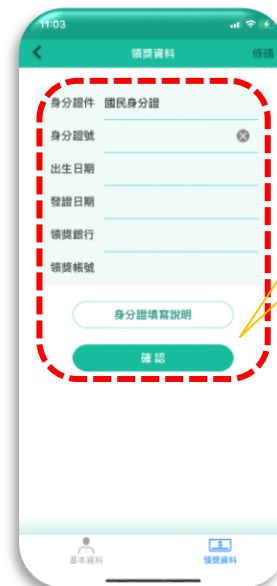 11:03
領獎資料 條碼
身分證件 國民身分證
身分證號
出生日期
發證日期
領獎銀行
領獎帳號
身分證填寫說明
確認
基本資料 領獎資料